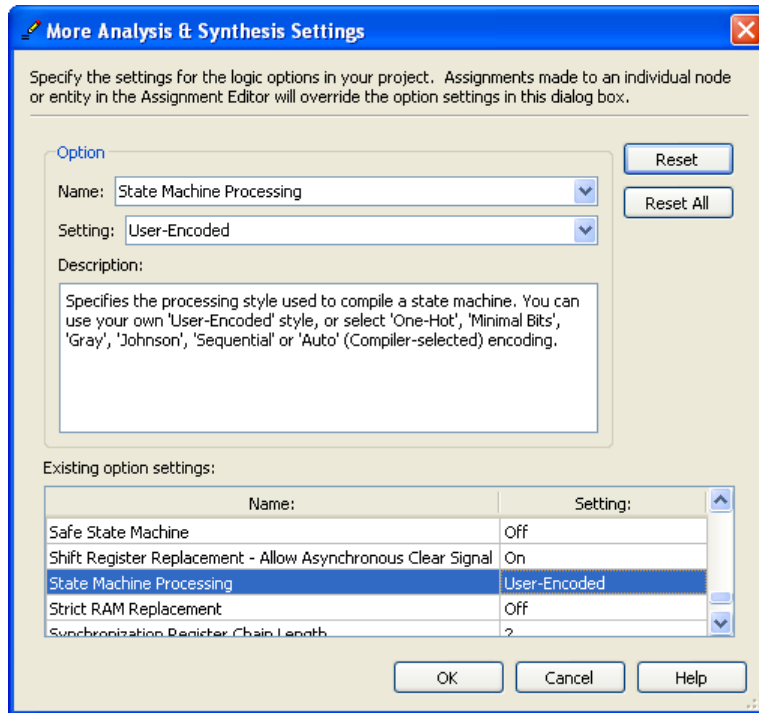 More Analysis & Synthesis Settings
Specify the settings for the logic options in your project. Assignments made to an individual node
or entity in the Assignment Editor will override the option settings in this dialog box.
Option
Reset
Name: State Machine Processing
Reset All
Setting: User-Encoded
Description:
Specifies the processing style used to compile a state machine. You can
use your own 'User-Encoded' style, or select 'One-Hot', 'Minimal Bits',
'Gray', 'Johnson', 'Sequential' or 'Auto' (Compiler-selected) encoding.
Existing option settings:
Name: Setting:
Safe State Machine Off
Shift Register Replacement - Allow Asynchronous Clear Signal On
State Machine Processing User-Encoded
Strict RAM Replacement Off
Synchronization Register Chain Length 2
OK Cancel Help